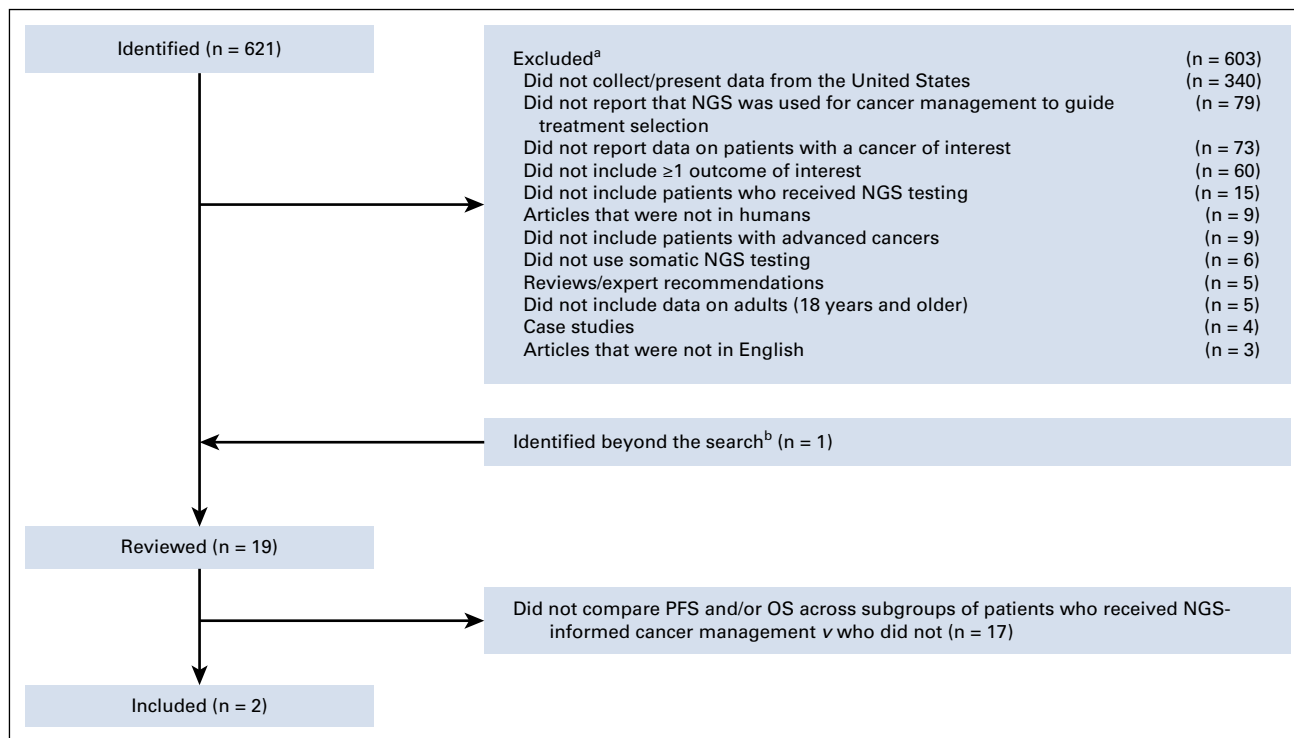 Identified (n = 621)
Excludedᵃ (n = 603)
Did not collect/present data from the United States (n = 340)
Did not report that NGS was used for cancer management to guide (n = 79)
treatment selection
Did not report data on patients with a cancer of interest (n = 73)
Did not include ≥1 outcome of interest (n = 60)
Did not include patients who received NGS testing (n = 15)
Articles that were not in humans (n = 9)
Did not include patients with advanced cancers (n = 9)
Did not use somatic NGS testing (n = 6)
Reviews/expert recommendations (n = 5)
Did not include data on adults (18 years and older) (n = 5)
Case studies (n = 4)
Articles that were not in English (n = 3)
Identified beyond the searchᵇ (n = 1)
Reviewed (n = 19)
Did not compare PFS and/or OS across subgroups of patients who received NGS-
informed cancer management v who did not (n = 17)
Included (n = 2)